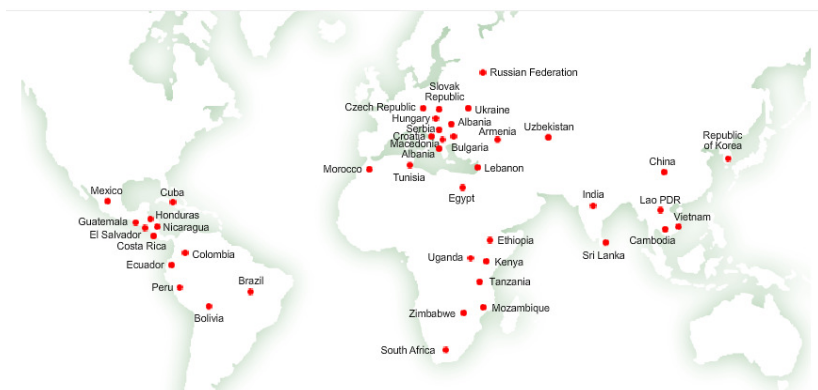 Russian Federation
Slovak
Republic
Czech Republic
Ukraine
Hungary
Albania
Serbia
Armenia
Uzbekistan
Croatia
Macedonia
Bulgaria
Albania
Republic
of Korea
China
Morocco
Tunisia
Lebanon
Egypt
Mexico
Cuba
India
Lao PDR
Guatemala
Honduras
Nicaragua
Vietnam
El Salvador
Costa Rica
Cambodia
Ethiopia
Sri Lanka
Colombia
Ecuador
Uganda
Kenya
Peru
Brazil
Tanzania
Bolivia
Zimbabwe
Mozambique
South Africa